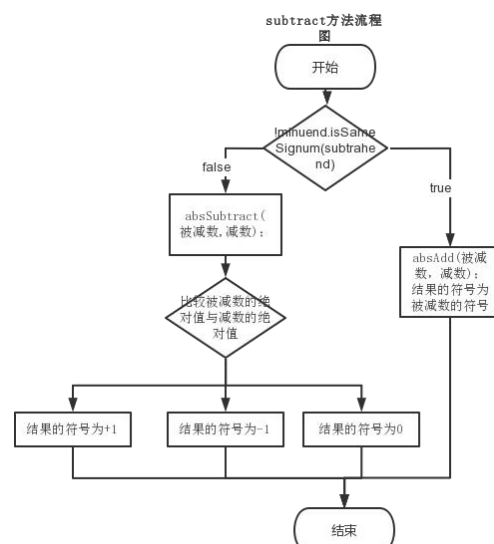 subtract方法流程
图
开始
!minuend.isSame
Signum(subtrahe
nd)
false
true
absSubtract(
被减数,减数);
absAdd(被减
数, 减数);
结果的符号为
被减数的符号
比较被减数的绝
对值与减数的绝
对值
结果的符号为+1
结果的符号为-1
结果的符号为0
结束